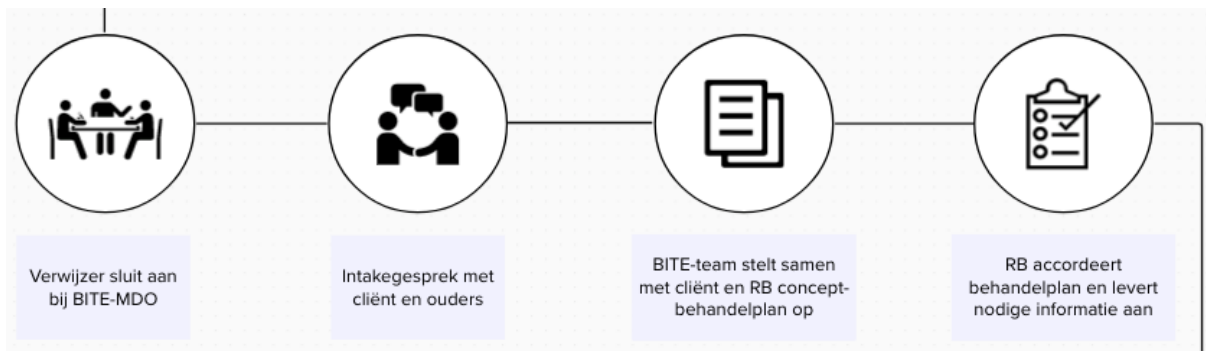 Verwijzer sluit aan
bij BITE-MDO
Intakegesprek met
cliënt en ouders
BITE-team stelt samen
met cliënt en RB concept-
behandelplan op
RB accordeert
behandelplan en levert
nodige informatie aan